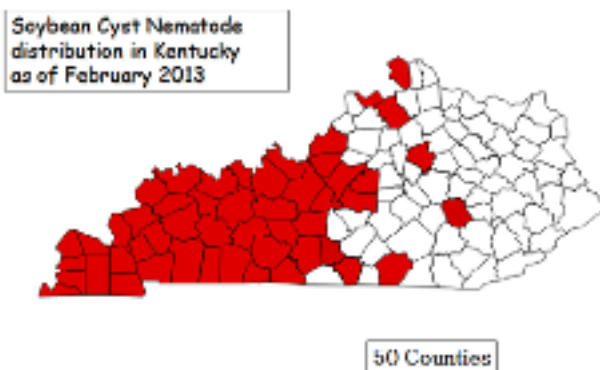 Soybean Cyst Nematode
distribution in Kentucky
as of February 2013
50 Counties